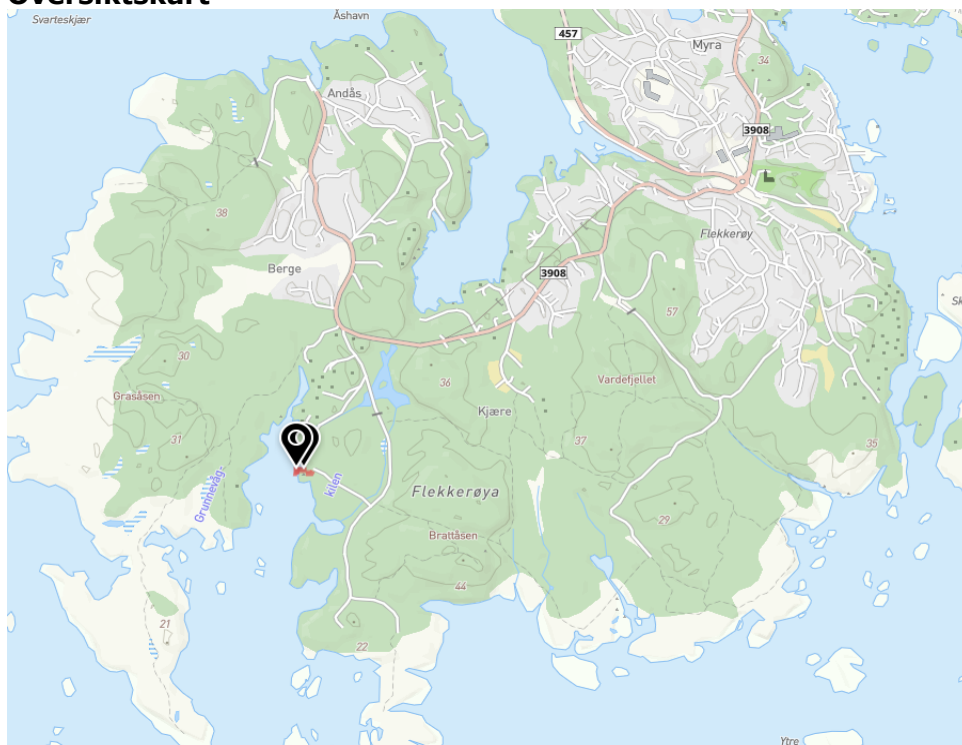 Oversiktskart
Svarteskjær
Åshavn
457
Myra
34
Andås
3908
38
Flekkerøy
Berge
3908
57
30
36
Vardefjellet
Grasåsen
Kjære
31
37
35
Grunnevåg-
kilen
Flekkerøya
29
Brattåsen
44
21
22
Ytre